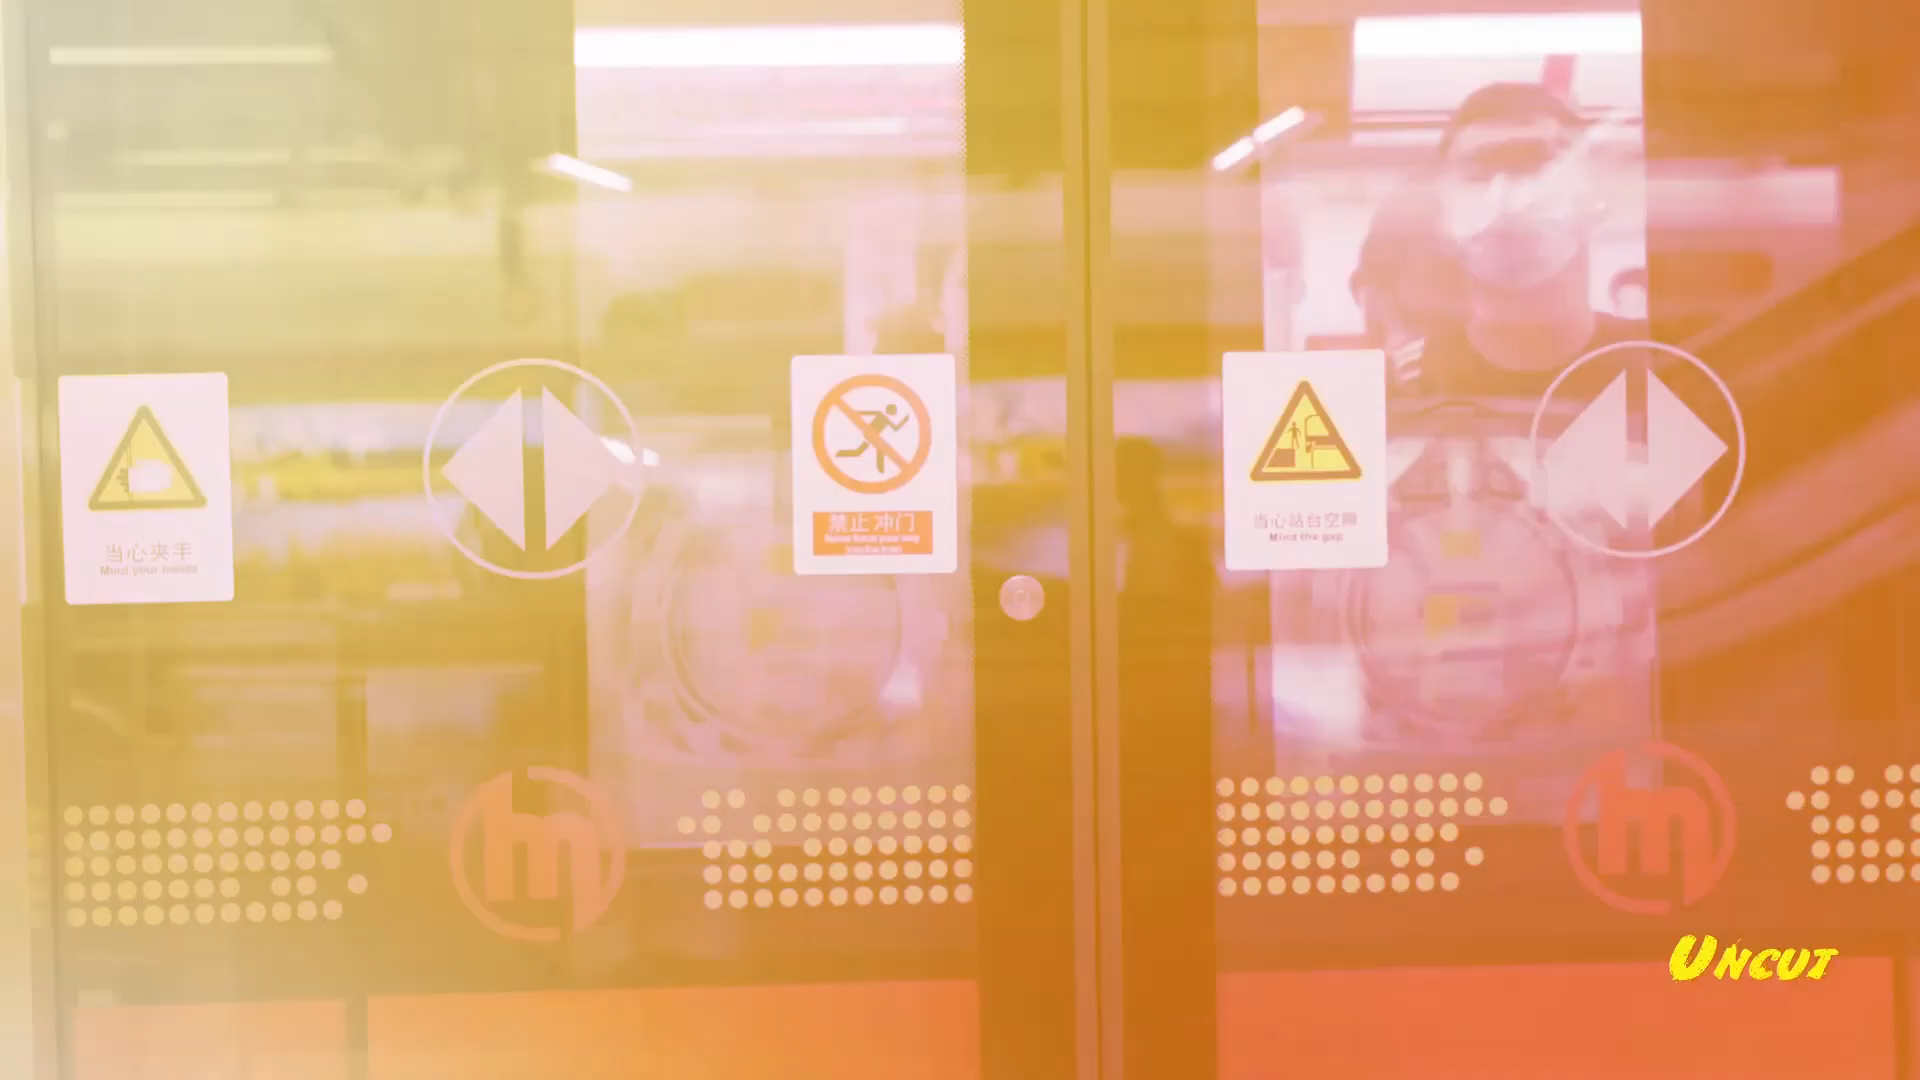 当心夹手
Mind your hands
禁止冲门
当心站台空隙
Mind the gap
Uncut